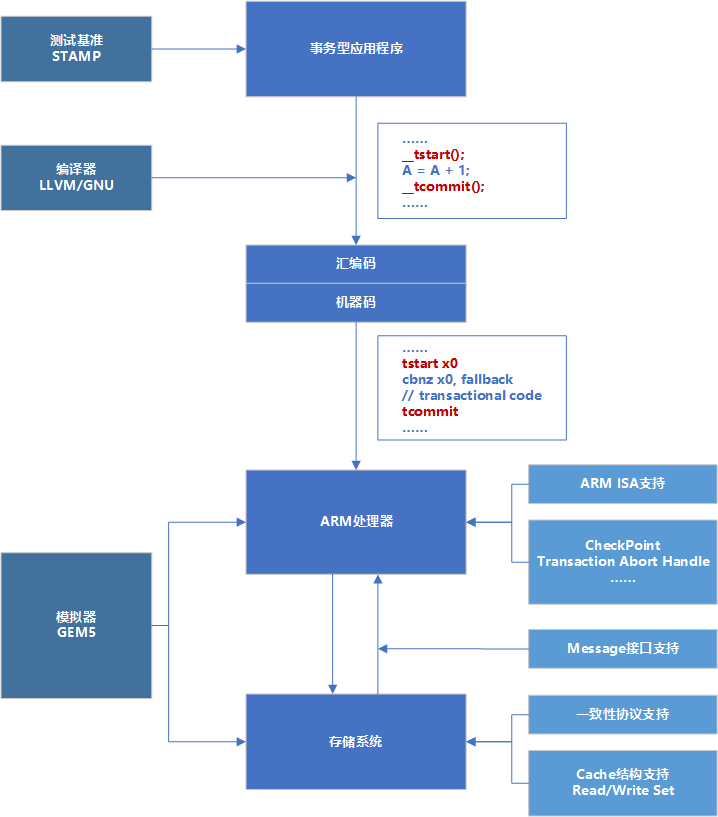 测试基准
STAMP
事务型应用程序
编译器
LLVM/GNU
......
__tstart();
A = A + 1;
__tcommit();
......
汇编码
机器码
......
tstart x0
cbnz x0, fallback
// transactional code
tcommit
......
ARM处理器
ARM ISA支持
CheckPoint
Transaction Abort Handle
......
模拟器
GEM5
Message接口支持
存储系统
一致性协议支持
Cache结构支持
Read/Write Set